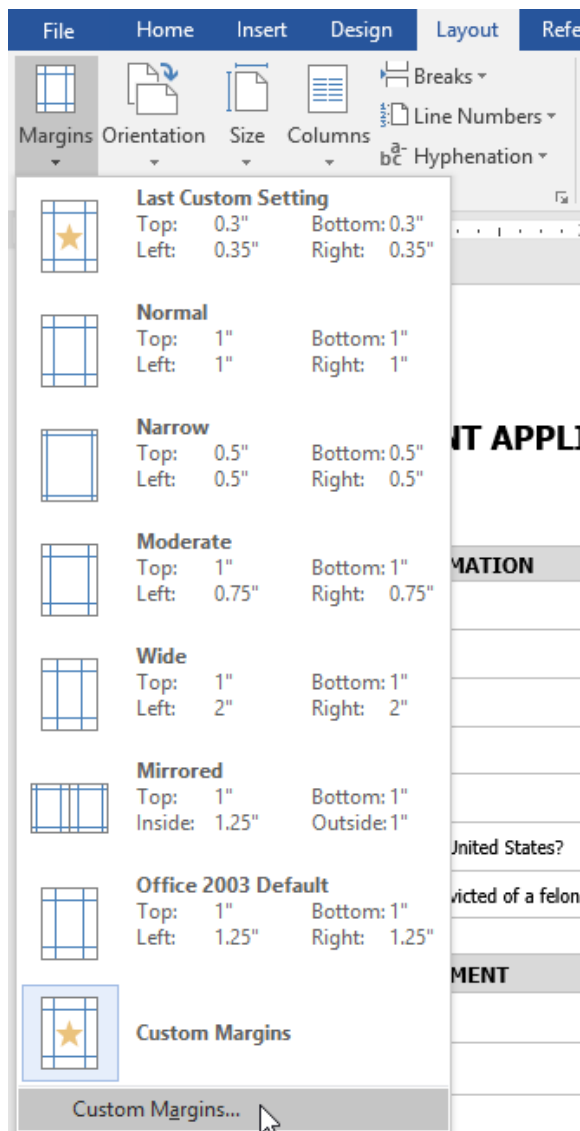 File Home Insert Design Layout Refe
Breaks
Line Numbers
Margins Orientation Size Columns
Hyphenation
Last Custom Setting
Top: 0.3" Bottom: 0.3"
Left: 0.35" Right: 0.35"
Normal
Top: 1" Bottom: 1"
Left: 1" Right: 1"
Narrow
Top: 0.5" Bottom: 0.5"
Left: 0.5" Right: 0.5"
NT APPLI
Moderate
Top: 1" Bottom: 1"
Left: 0.75" Right: 0.75"
MATION
Wide
Top: 1" Bottom: 1"
Left: 2" Right: 2"
Mirrored
Top: 1" Bottom: 1"
Inside: 1.25" Outside: 1"
United States?
Office 2003 Default
Top: 1" Bottom: 1"
Left: 1.25" Right: 1.25"
victed of a felon
MENT
Custom Margins
Custom Margins...